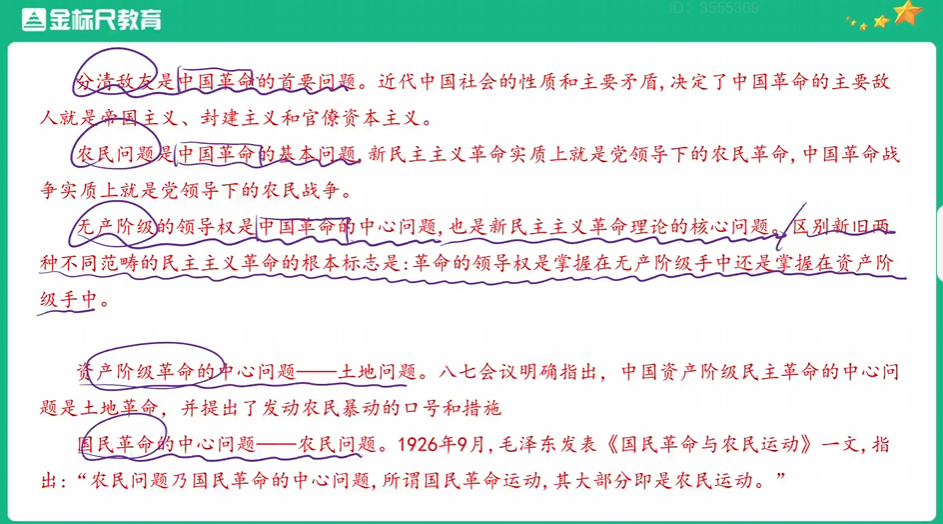 金标尺教育
ID：3555369
分清敌友是中国革命的首要问题。近代中国社会的性质和主要矛盾,决定了中国革命的主要敌
人就是帝国主义、封建主义和官僚资本主义。
农民问题是中国革命的基本问题,新民主主义革命实质上就是党领导下的农民革命,中国革命战
争实质上就是党领导下的农民战争。
无产阶级的领导权是中国革命的中心问题,也是新民主主义革命理论的核心问题。区别新旧两
种不同范畴的民主主义革命的根本标志是:革命的领导权是掌握在无产阶级手中还是掌握在资产阶
级手中。
资产阶级革命的中心问题——土地问题。八七会议明确指出，中国资产阶级民主革命的中心问
题是土地革命，并提出了发动农民暴动的口号和措施
国民革命的中心问题——农民问题。1926年9月,毛泽东发表《国民革命与农民运动》一文,指
出：“农民问题乃国民革命的中心问题,所谓国民革命运动,其大部分即是农民运动。”